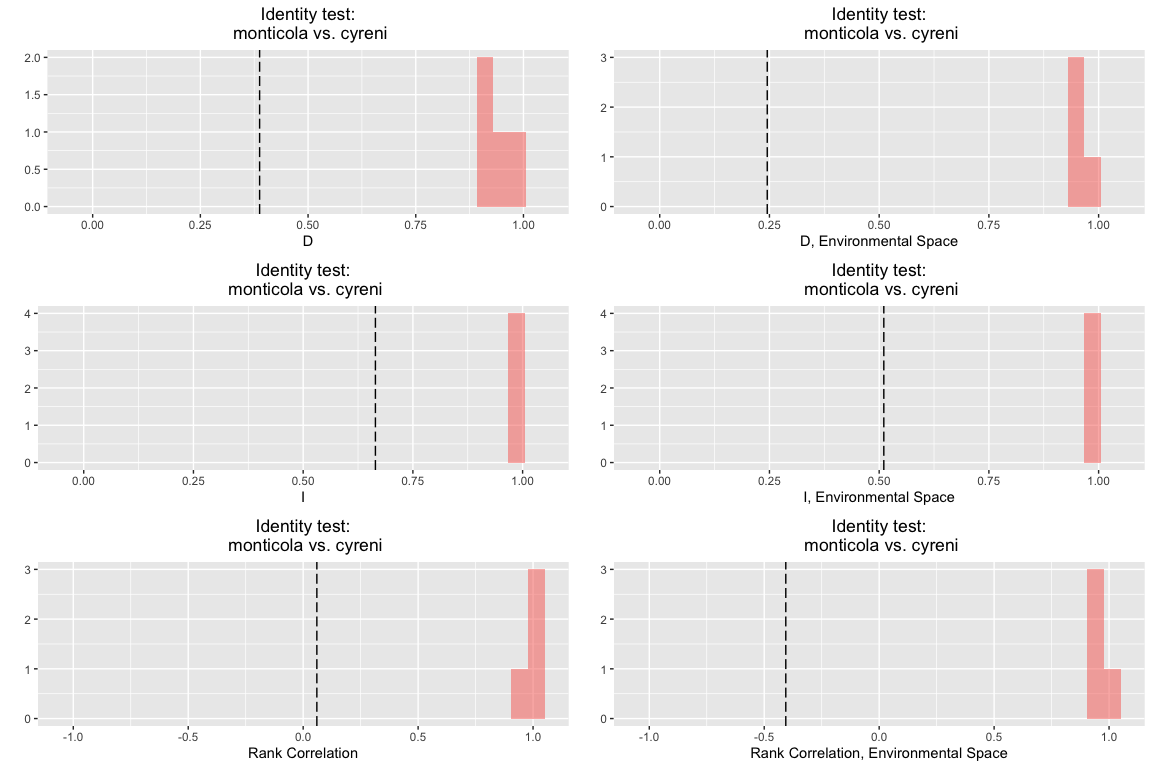 Identity test:
monticola vs. cyreni
2.0
1.5
1.0
0.5
0.0
0.00 0.25 0.50 0.75 1.00
D
Identity test:
monticola vs. cyreni
3
2
1
0
0.00 0.25 0.50 0.75 1.00
D, Environmental Space
Identity test:
monticola vs. cyreni
4
3
2
1
0
0.00 0.25 0.50 0.75 1.00
I
Identity test:
monticola vs. cyreni
4
3
2
1
0
0.00 0.25 0.50 0.75 1.00
I, Environmental Space
Identity test:
monticola vs. cyreni
3
2
1
0
-1.0 -0.5 0.0 0.5 1.0
Rank Correlation
Identity test:
monticola vs. cyreni
3
2
1
0
-1.0 -0.5 0.0 0.5 1.0
Rank Correlation, Environmental Space